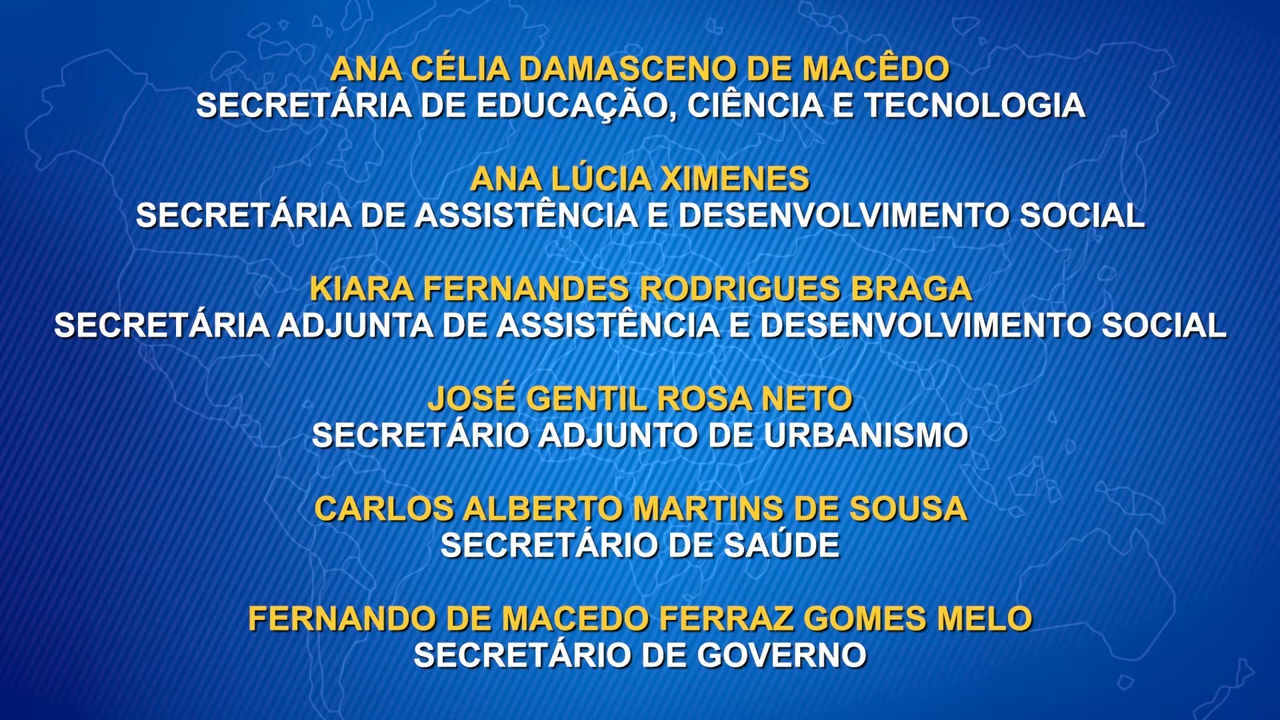 ANA CÉLIA DAMASCENO DE MACÊDO
SECRETÁRIA DE EDUCAÇÃO, CIÊNCIA E TECNOLOGIA
ANA LÚCIA XIMENES
SECRETÁRIA DE ASSISTÊNCIA E DESENVOLVIMENTO SOCIAL
KIARA FERNANDES RODRIGUES BRAGA
SECRETÁRIA ADJUNTA DE ASSISTÊNCIA E DESENVOLVIMENTO SOCIAL
JOSÉ GENTIL ROSA NETO
SECRETÁRIO ADJUNTO DE URBANISMO
CARLOS ALBERTO MARTINS DE SOUSA
SECRETÁRIO DE SAÚDE
FERNANDO DE MACEDO FERRAZ GOMES MELO
SECRETÁRIO DE GOVERNO